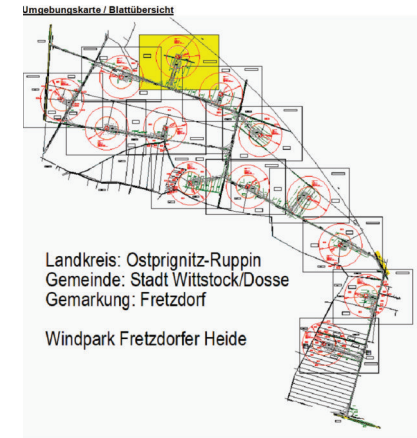 Umgebungskarte / Blattübersicht
Landkreis: Ostprignitz-Ruppin
Gemeinde: Stadt Wittstock/Dosse
Gemarkung: Fretzdorf
Windpark Fretzdorfer Heide